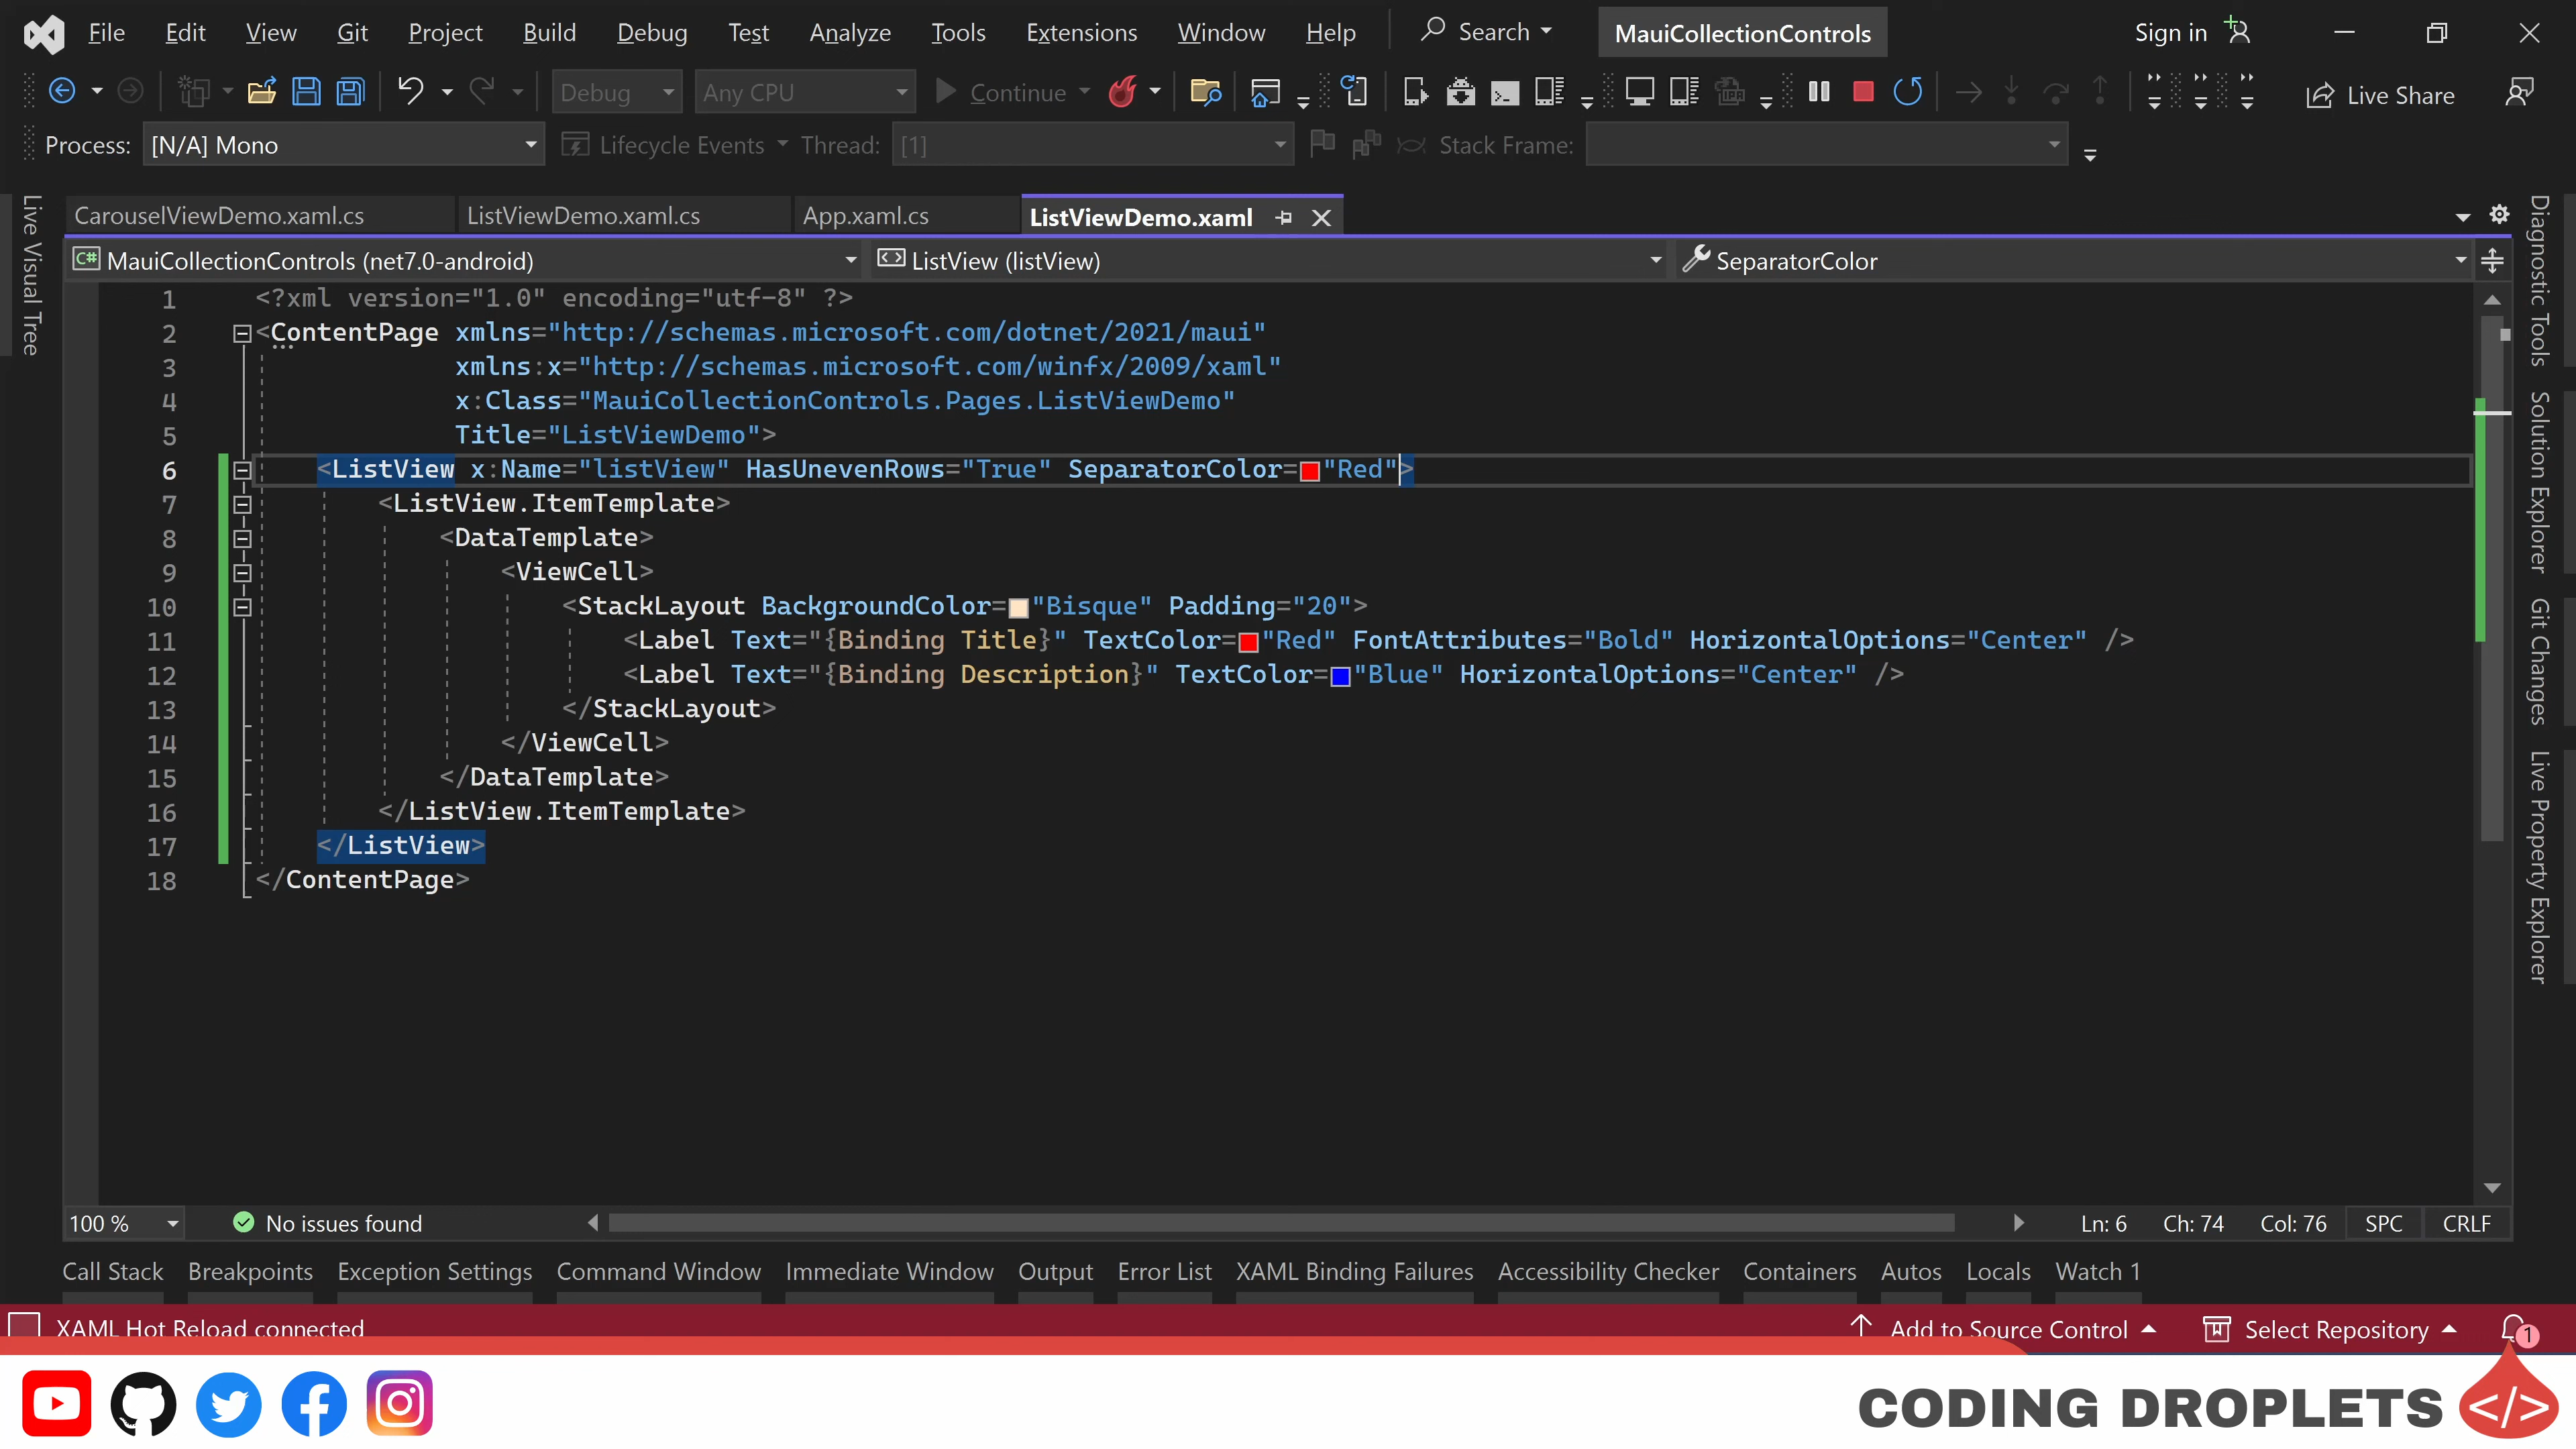 File Edit View Git Project Build Debug Test Analyze Tools Extensions Window Help Search MauiCollectionControls Sign in
Debug Any CPU Continue Live Share
Process: [N/A] Mono Lifecycle Events Thread: [1] Stack Frame:
CarouselViewDemo.xaml.cs ListViewDemo.xaml.cs App.xaml.cs ListViewDemo.xaml
C# MauiCollectionControls (net7.0-android) ListView (listView) SeparatorColor
Live Visual Tree
1 <?xml version="1.0" encoding="utf-8" ?>
2 <ContentPage xmlns="http://schemas.microsoft.com/dotnet/2021/maui"
3 xmlns:x="http://schemas.microsoft.com/winfx/2009/xaml"
4 x:Class="MauiCollectionControls.Pages.ListViewDemo"
5 Title="ListViewDemo">
6 <ListView x:Name="listView" HasUnevenRows="True" SeparatorColor="Red">
7 <ListView.ItemTemplate>
8 <DataTemplate>
9 <ViewCell>
10 <StackLayout BackgroundColor="Bisque" Padding="20">
11 <Label Text="{Binding Title}" TextColor="Red" FontAttributes="Bold" HorizontalOptions="Center" />
12 <Label Text="{Binding Description}" TextColor="Blue" HorizontalOptions="Center" />
13 </StackLayout>
14 </ViewCell>
15 </DataTemplate>
16 </ListView.ItemTemplate>
17 </ListView>
18 </ContentPage>
Diagnostic Tools
Solution Explorer
Git Changes
Live Property Explorer
100 % No issues found Ln: 6 Ch: 74 Col: 76 SPC CRLF
Call Stack Breakpoints Exception Settings Command Window Immediate Window Output Error List XAML Binding Failures Accessibility Checker Containers Autos Locals Watch 1
XAML Hot Reload connected Add to Source Control Select Repository 1
CODING DROPLETS </>